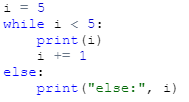 i = 5
while i < 5:
    print(i)
    i += 1
else:
    print("else:", i)